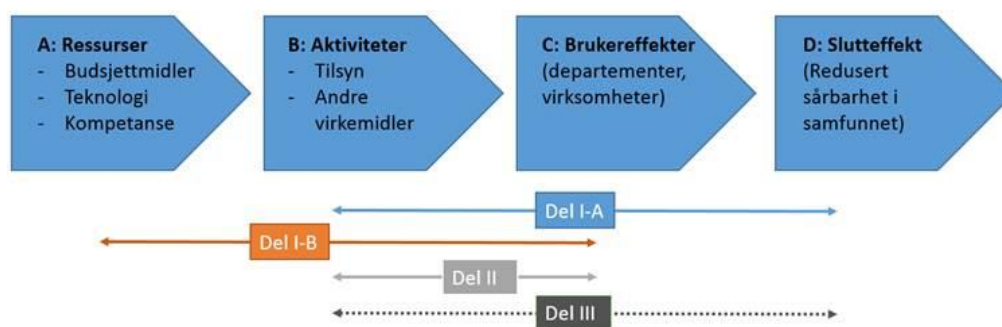 A: Ressurser
- Budsjettmidler
- Teknologi
- Kompetanse
B: Aktiviteter
- Tilsyn
- Andre
virkemidler
C: Brukereffekter
(departementer,
virksomheter)
D: Slutteffekt
(Redusert
sårbarhet i
samfunnet)
Del I-A
Del I-B
Del II
Del III